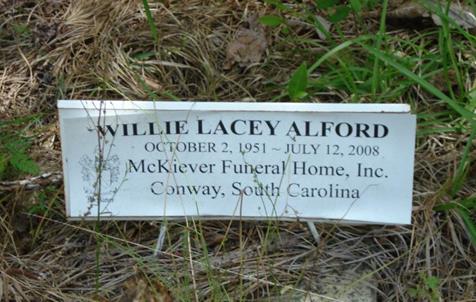 WILLIE LACEY ALFORD
OCTOBER 2, 1951 ~ JULY 12, 2008
McKiever Funeral Home, Inc.
Conway, South Carolina